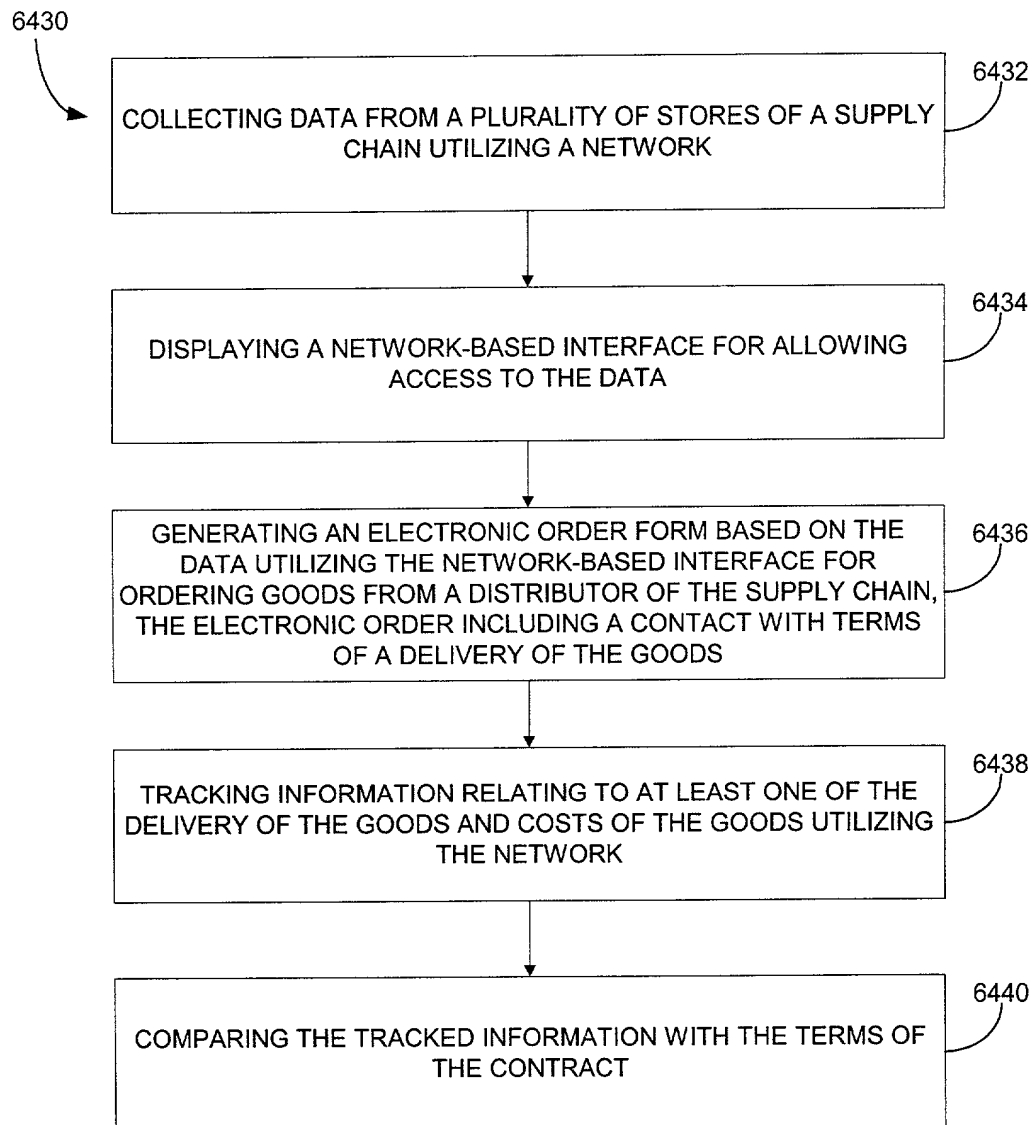 6430
COLLECTING DATA FROM A PLURALITY OF STORES OF A SUPPLY
CHAIN UTILIZING A NETWORK
6432
DISPLAYING A NETWORK-BASED INTERFACE FOR ALLOWING
ACCESS TO THE DATA
6434
GENERATING AN ELECTRONIC ORDER FORM BASED ON THE
DATA UTILIZING THE NETWORK-BASED INTERFACE FOR
ORDERING GOODS FROM A DISTRIBUTOR OF THE SUPPLY CHAIN,
THE ELECTRONIC ORDER INCLUDING A CONTACT WITH TERMS
OF A DELIVERY OF THE GOODS
6436
TRACKING INFORMATION RELATING TO AT LEAST ONE OF THE
DELIVERY OF THE GOODS AND COSTS OF THE GOODS UTILIZING
THE NETWORK
6438
COMPARING THE TRACKED INFORMATION WITH THE TERMS OF
THE CONTRACT
6440